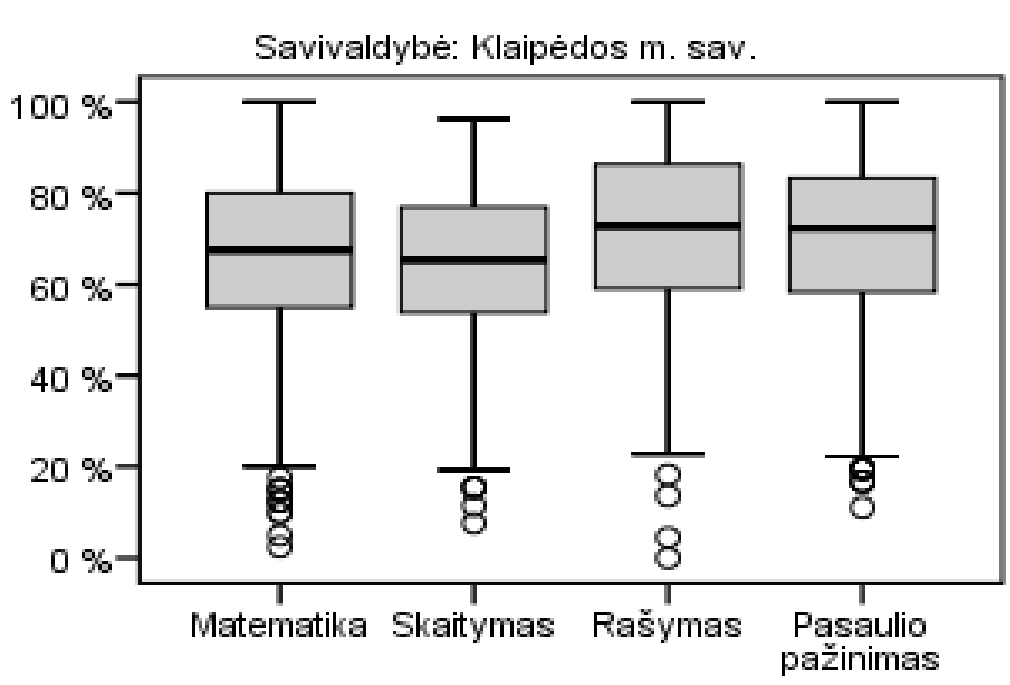 Savivaldybė: Klaipėdos m. sav.
100 %
80 %
60 %
40 %
20 %
0 %
Matematika Skaitymas Rašymas Pasaulio
pažinimas